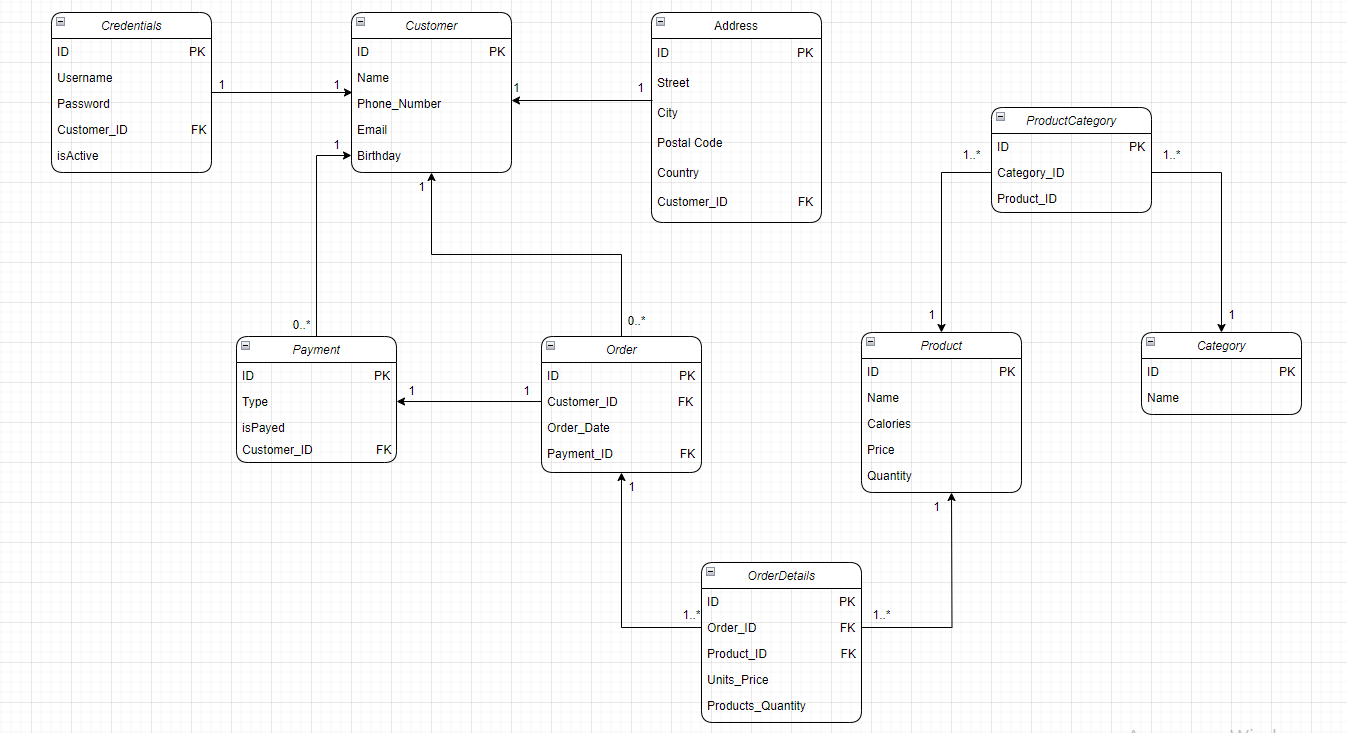 Credentials
ID PK
Username
Password
Customer_ID FK
isActive
1 1
Customer
ID PK
Name
Phone_Number
Email
Birthday
1
1
1 1
Address
ID PK
Street
City
Postal Code
Country
Customer_ID FK
ProductCategory
ID PK
Category_ID
Product_ID
1..* 1..*
1 1
0..* 0..*
Payment
ID PK
Type
isPayed
Customer_ID FK
1 1
Order
ID PK
Customer_ID FK
Order_Date
Payment_ID FK
1
Product
ID PK
Name
Calories
Price
Quantity
1
Category
ID PK
Name
OrderDetails
ID PK
Order_ID FK
Product_ID FK
Units_Price
Products_Quantity
1..* 1..*